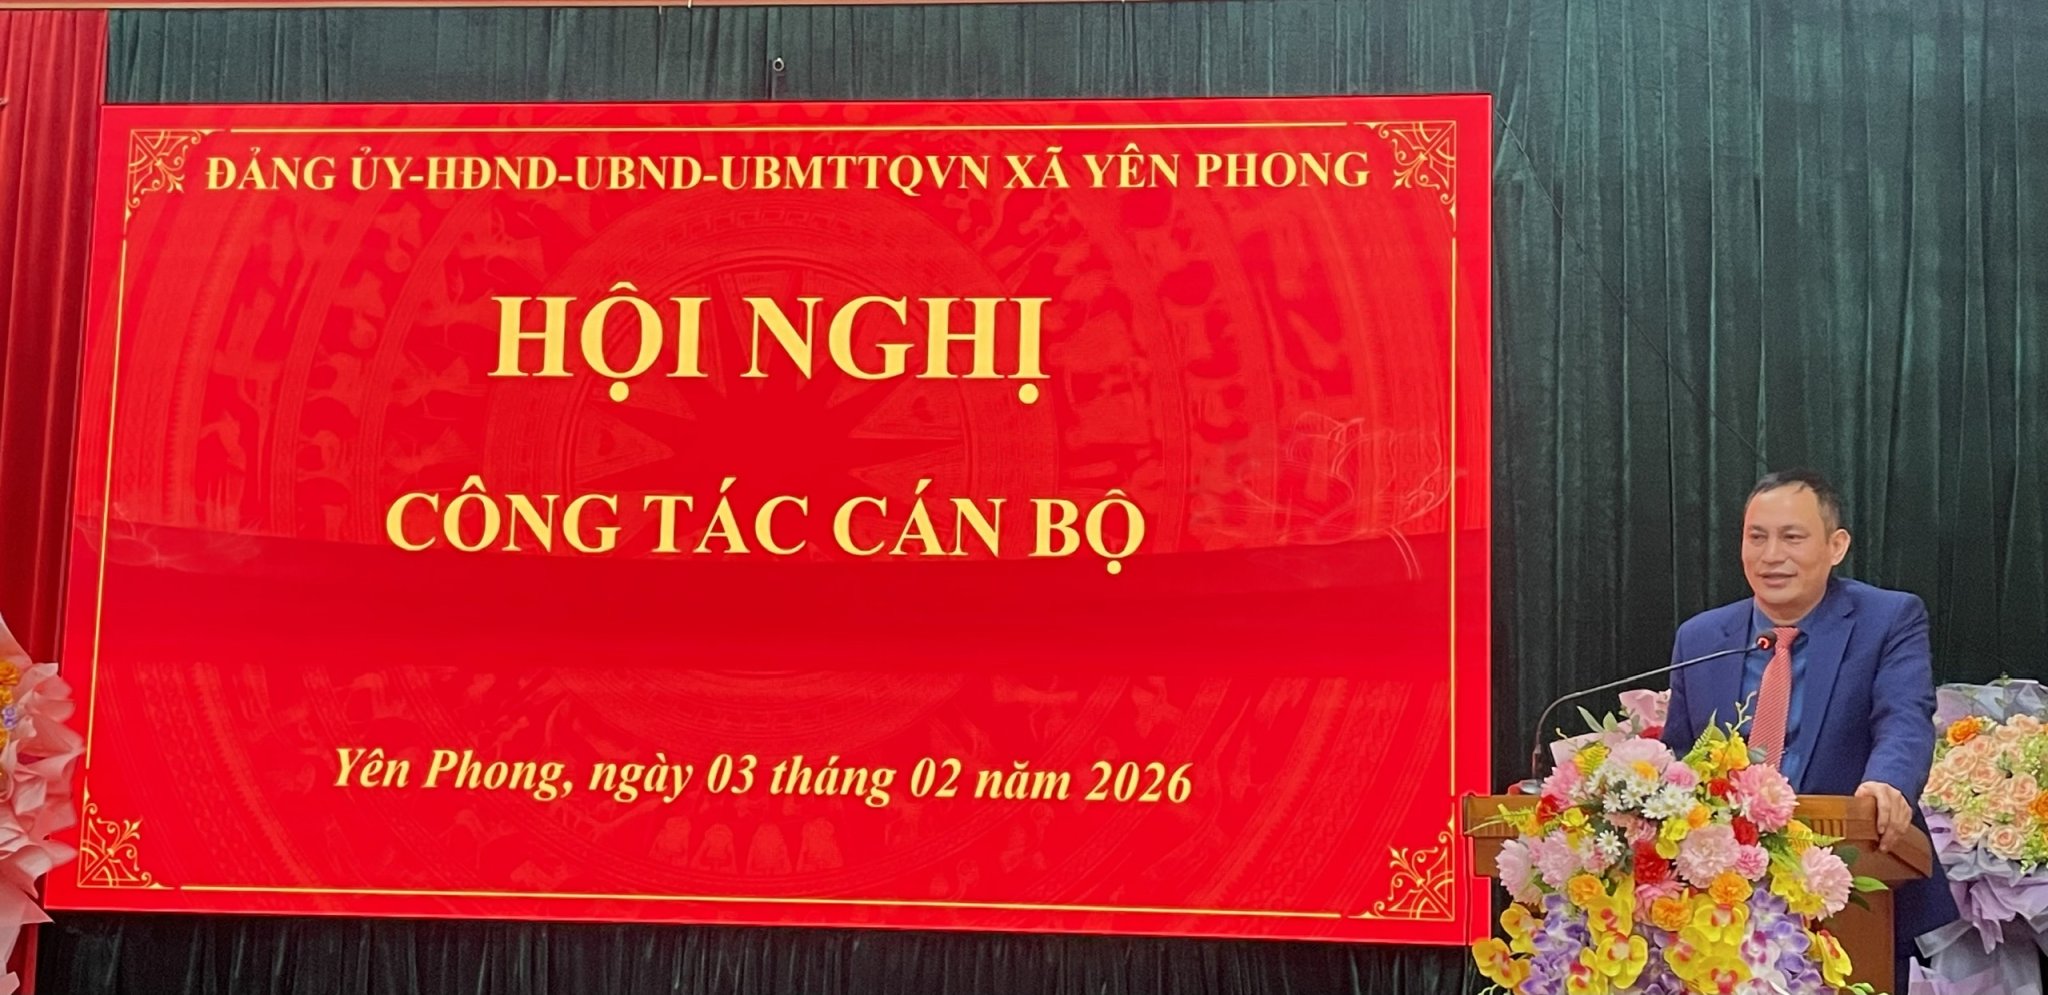 ĐẢNG ỦY-HĐND-UBND-UBMTTQVN XÃ YÊN PHONG
HỘI NGHỊ
CÔNG TÁC CÁN BỘ
Yên Phong, ngày 03 tháng 02 năm 2026